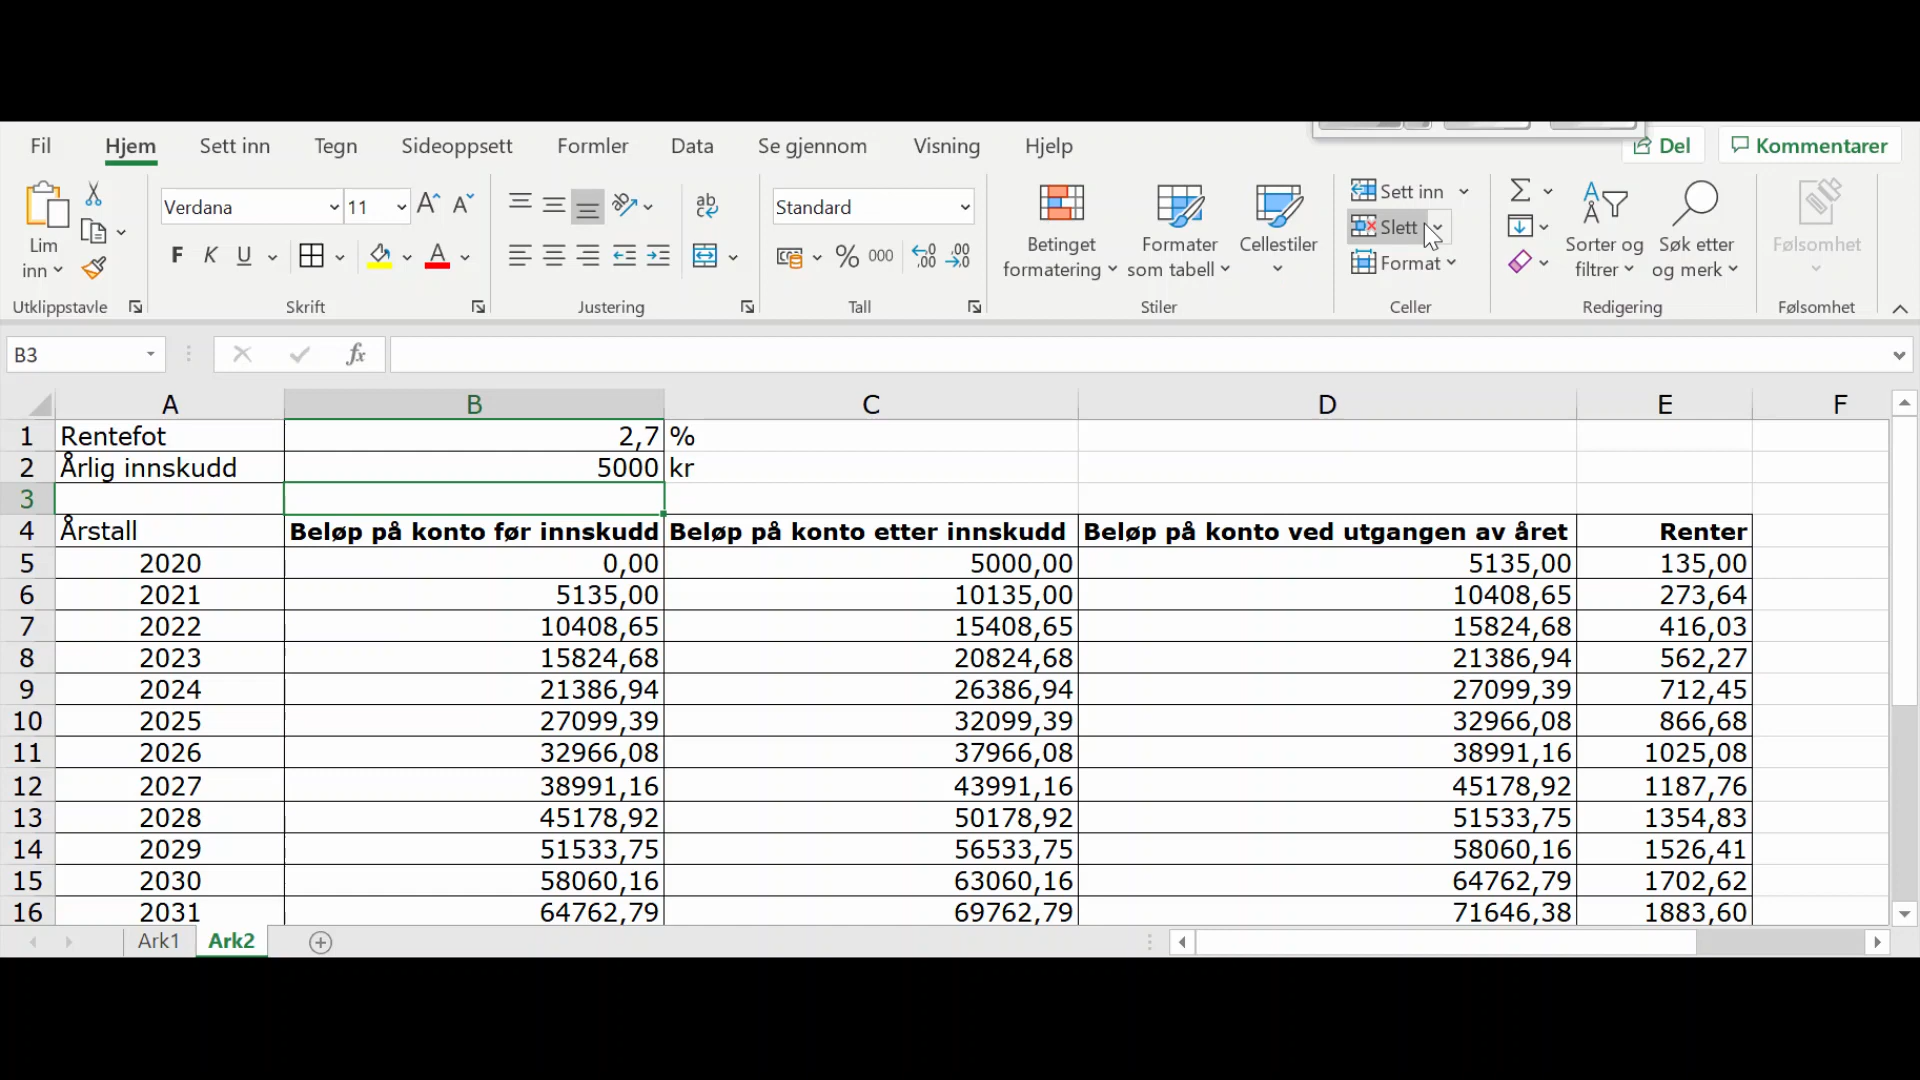 Fil Hjem Sett inn Tegn Sideoppsett Formler Data Se gjennom Visning Hjelp Del Kommentarer
Lim inn
Utklippstavle
Verdana 11
F K U
A
Skrift
ab
c
Justering
Standard
% 000 ,00 ,0
Tall
Betinget formatering
Formater som tabell
Cellestiler
Stiler
Sett inn
Slett
Format
Celler
Σ
Sorter og filtrer
Søk etter og merk
Redigering
Følsomhet
Følsomhet
B3 fx
A B C D E F
1 Rentefot 2,7 %
2 Årlig innskudd 5000 kr
3
4 Årstall Beløp på konto før innskudd Beløp på konto etter innskudd Beløp på konto ved utgangen av året Renter
5 2020 0,00 5000,00 5135,00 135,00
6 2021 5135,00 10135,00 10408,65 273,64
7 2022 10408,65 15408,65 15824,68 416,03
8 2023 15824,68 20824,68 21386,94 562,27
9 2024 21386,94 26386,94 27099,39 712,45
10 2025 27099,39 32099,39 32966,08 866,68
11 2026 32966,08 37966,08 38991,16 1025,08
12 2027 38991,16 43991,16 45178,92 1187,76
13 2028 45178,92 50178,92 51533,75 1354,83
14 2029 51533,75 56533,75 58060,16 1526,41
15 2030 58060,16 63060,16 64762,79 1702,62
16 2031 64762,79 69762,79 71646,38 1883,60
Ark1 Ark2